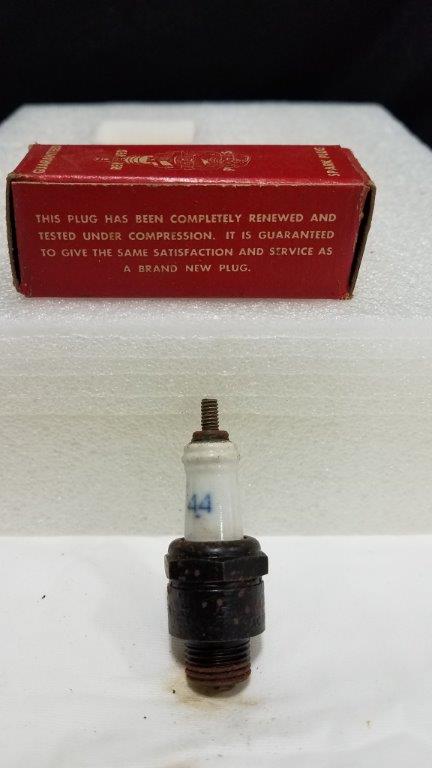 GUARANTEED
SPARK PLUG
THIS PLUG HAS BEEN COMPLETELY RENEWED AND
TESTED UNDER COMPRESSION. IT IS GUARANTEED
TO GIVE THE SAME SATISFACTION AND SERVICE AS
A BRAND NEW PLUG.
44